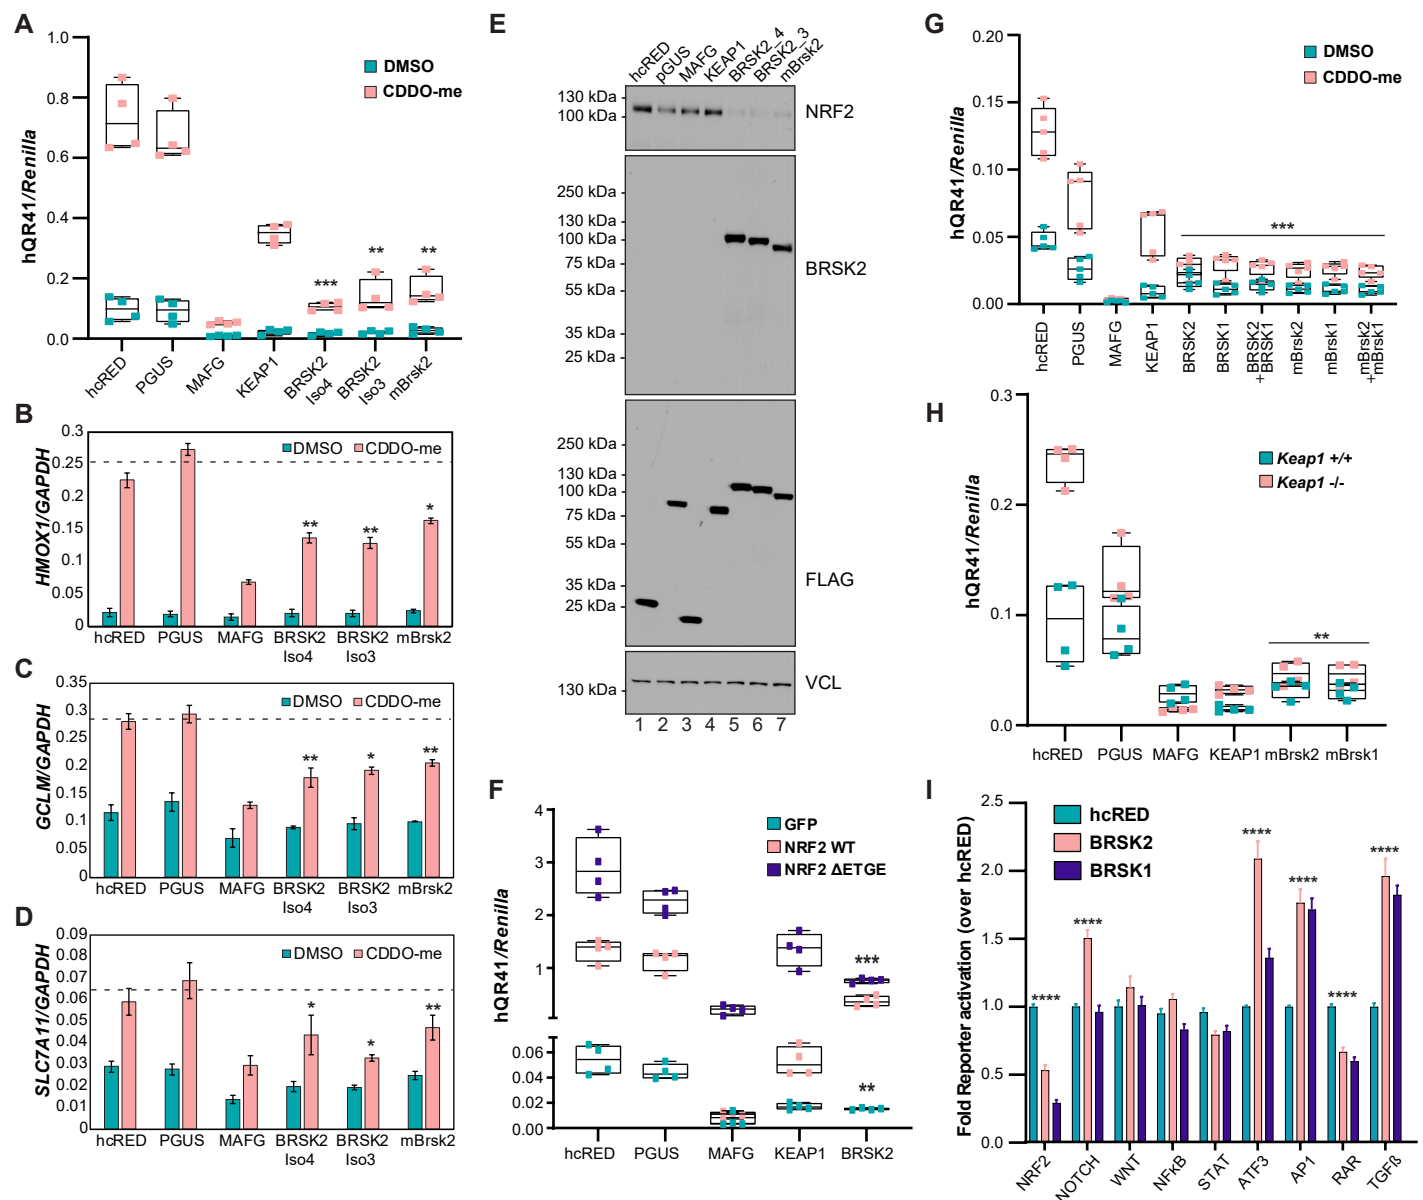 A
hQR41/Renilla
1.0
0.8
0.6
0.4
0.2
0.0
DMSO
CDDO-me
*** ** **
hcRED PGUS MAFG KEAP1 BRSK2 Iso4 BRSK2 Iso3 mBrsk2
B
HMOX1/GAPDH
0.3
0.25
0.2
0.15
0.1
0.05
0
DMSO CDDO-me
** ** *
hcRED PGUS MAFG BRSK2 BRSK2 mBrsk2
Iso4 Iso3
C
GCLM/GAPDH
0.35
0.3
0.25
0.2
0.15
0.1
0.05
0
DMSO CDDO-me
** * **
hcRED PGUS MAFG BRSK2 BRSK2 mBrsk2
Iso4 Iso3
D
SLC7A11/GAPDH
0.09
0.06
0.05
0.04
0.03
0.02
0.01
0
DMSO CDDO-me
* * **
hcRED PGUS MAFG BRSK2 BRSK2 mBrsk2
Iso4 Iso3
E
hcRED pGUS MAFG KEAP1 BRSK2_4 BRSK2_3 mBrsk2
130 kDa
100 kDa
NRF2
250 kDa
130 kDa
100 kDa
75 kDa
55 kDa
35 kDa
25 kDa
BRSK2
250 kDa
130 kDa
100 kDa
75 kDa
55 kDa
35 kDa
25 kDa
FLAG
130 kDa
VCL
1 2 3 4 5 6 7
F
hQR41/Renilla
4
3
2
1
0.06
0.04
0.02
0.00
GFP
NRF2 WT
NRF2 ΔETGE
***
**
hcRED PGUS MAFG KEAP1 BRSK2
G
hQR41/Renilla
0.20
0.15
0.10
0.05
0.00
DMSO
CDDO-me
***
hcRED PGUS MAFG KEAP1 BRSK2 BRSK1 BRSK2 +BRSK1 mBrsk2 mBrsk1 mBrsk2 +mBrsk1
H
hQR41/Renilla
0.3
0.2
0.1
0.0
Keap1 +/+
Keap1 -/-
**
hcRED PGUS MAFG KEAP1 mBrsk2 mBrsk1
I
Fold Reporter activation (over hcRED)
2.5
2.0
1.5
1.0
0.5
0.0
hcRED
BRSK2
BRSK1
**** **** **** **** **** ****
NRF2 NOTCH WNT NFκB STAT ATF3 AP1 RAR TGFß